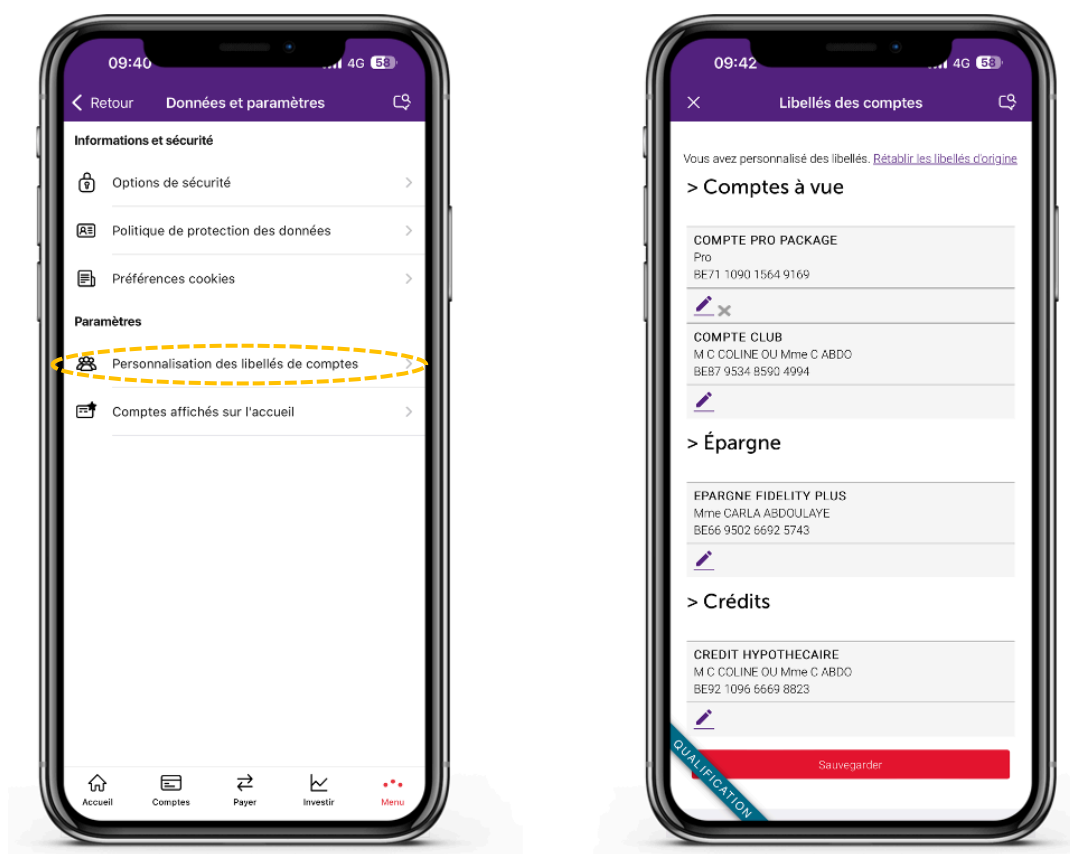 09:40
4G 58
Retour
Données et paramètres
Informations et sécurité
Options de sécurité
Politique de protection des données
Préférences cookies
Paramètres
Personnalisation des libellés de comptes
Comptes affichés sur l'accueil
Accueil
Comptes
Payer
Investir
Menu
09:42
4G 58
Libellés des comptes
Vous avez personnalisé des libellés. Rétablir les libellés d'origine
> Comptes à vue
COMPTE PRO PACKAGE
Pro
BE71 1090 1564 9169
COMPTE CLUB
M C COLINE OU Mme C ABDO
BE87 9534 8590 4994
> Épargne
EPARGNE FIDELITY PLUS
Mme CARLA ABDOULAYE
BE66 9502 6692 5743
> Crédits
CREDIT HYPOTHECAIRE
M C COLINE OU Mme C ABDO
BE92 1096 6669 8823
Sauvegarder
QUALIFICATION